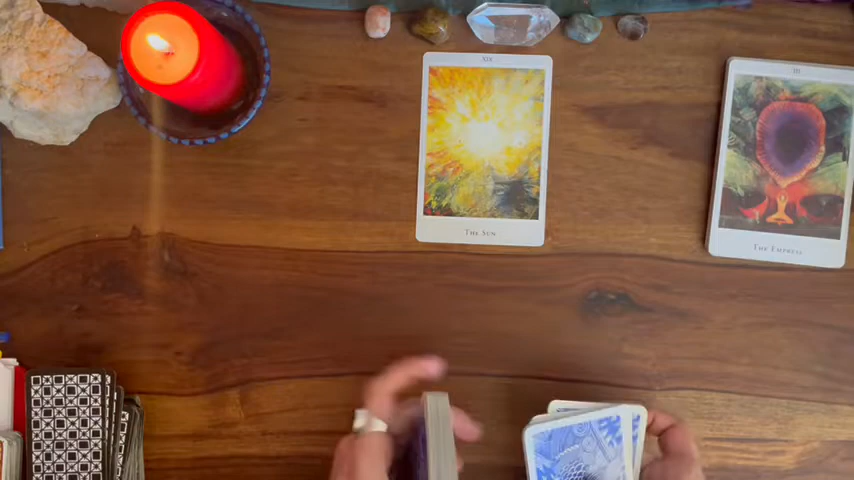 XIX
THE SUN
III
THE EMPRESS